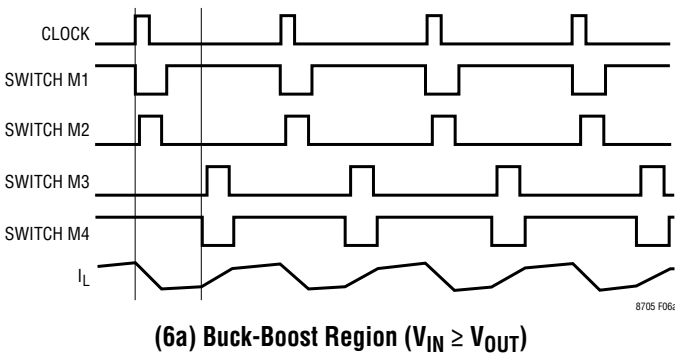 CLOCK
SWITCH M1
SWITCH M2
SWITCH M3
SWITCH M4
IL
8705 F06a
(6a) Buck-Boost Region (VIN ≥ VOUT)